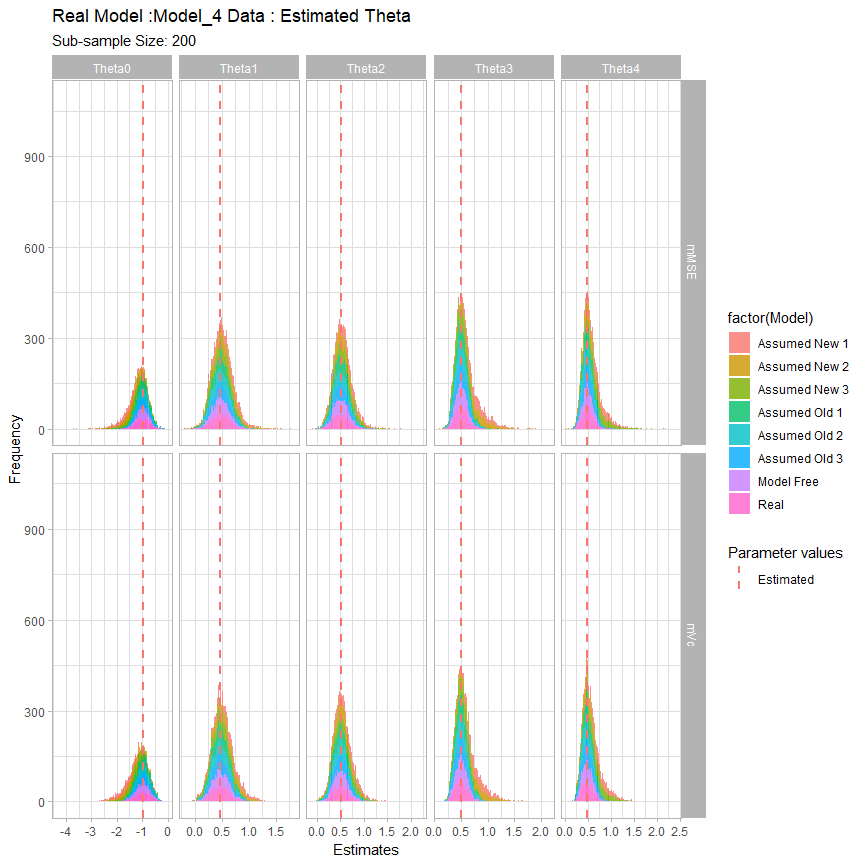 Real Model :Model_4 Data : Estimated Theta
Sub-sample Size: 200
Theta0 Theta1 Theta2 Theta3 Theta4
900
600
300
0
mMSE
900
600
300
0
mVc
Frequency
-4 -3 -2 -1 0 0.0 0.5 1.0 1.5 0.0 0.5 1.0 1.5 2.0 0.0 0.5 1.0 1.5 2.0 0.0 0.5 1.0 1.5 2.0 2.5
Estimates
factor(Model)
Assumed New 1
Assumed New 2
Assumed New 3
Assumed Old 1
Assumed Old 2
Assumed Old 3
Model Free
Real
Parameter values
Estimated